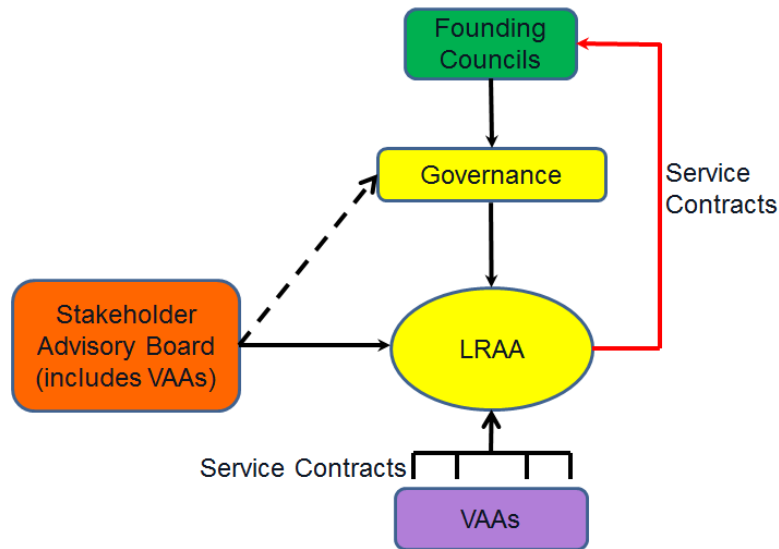 Founding
Councils
Governance
Service
Contracts
Stakeholder
Advisory Board
(includes VAAs)
LRAA
Service Contracts
VAAs